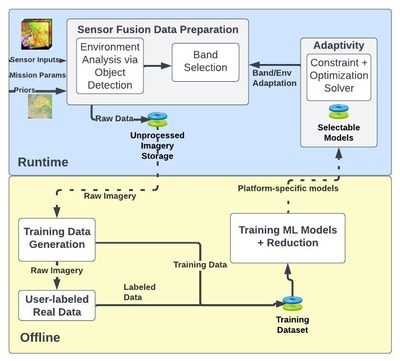 Sensor Fusion Data Preparation
Environment
Analysis via
Object
Detection
Band
Selection
Sensor Inputs
Mission Params
Priors
Raw Data
Unprocessed
Imagery
Storage
Band/Env
Adaptation
Adaptivity
Constraint +
Optimization
Solver
Selectable
Models
Runtime
Raw Imagery
Platform-specific models
Training Data
Generation
Training ML Models
+ Reduction
Raw Imagery
Training Data
User-labeled
Real Data
Labeled
Data
Training
Dataset
Offline